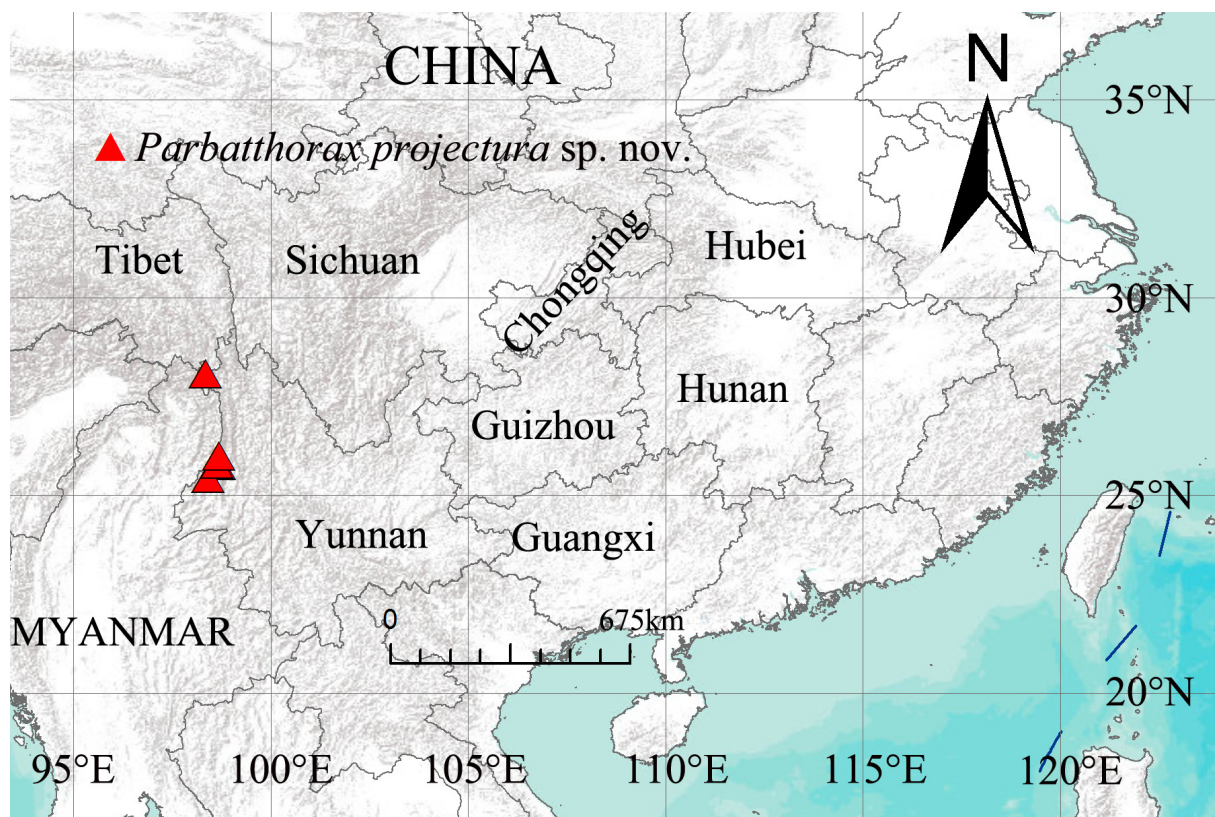 CHINA
N
35°N
Parbatthorax projectura sp. nov.
Tibet
Sichuan
Chongqing
Hubei
30°N
Guizhou
Hunan
25°N
Yunnan
Guangxi
0
675km
MYANMAR
20°N
95°E
100°E
105°E
110°E
115°E
120°E